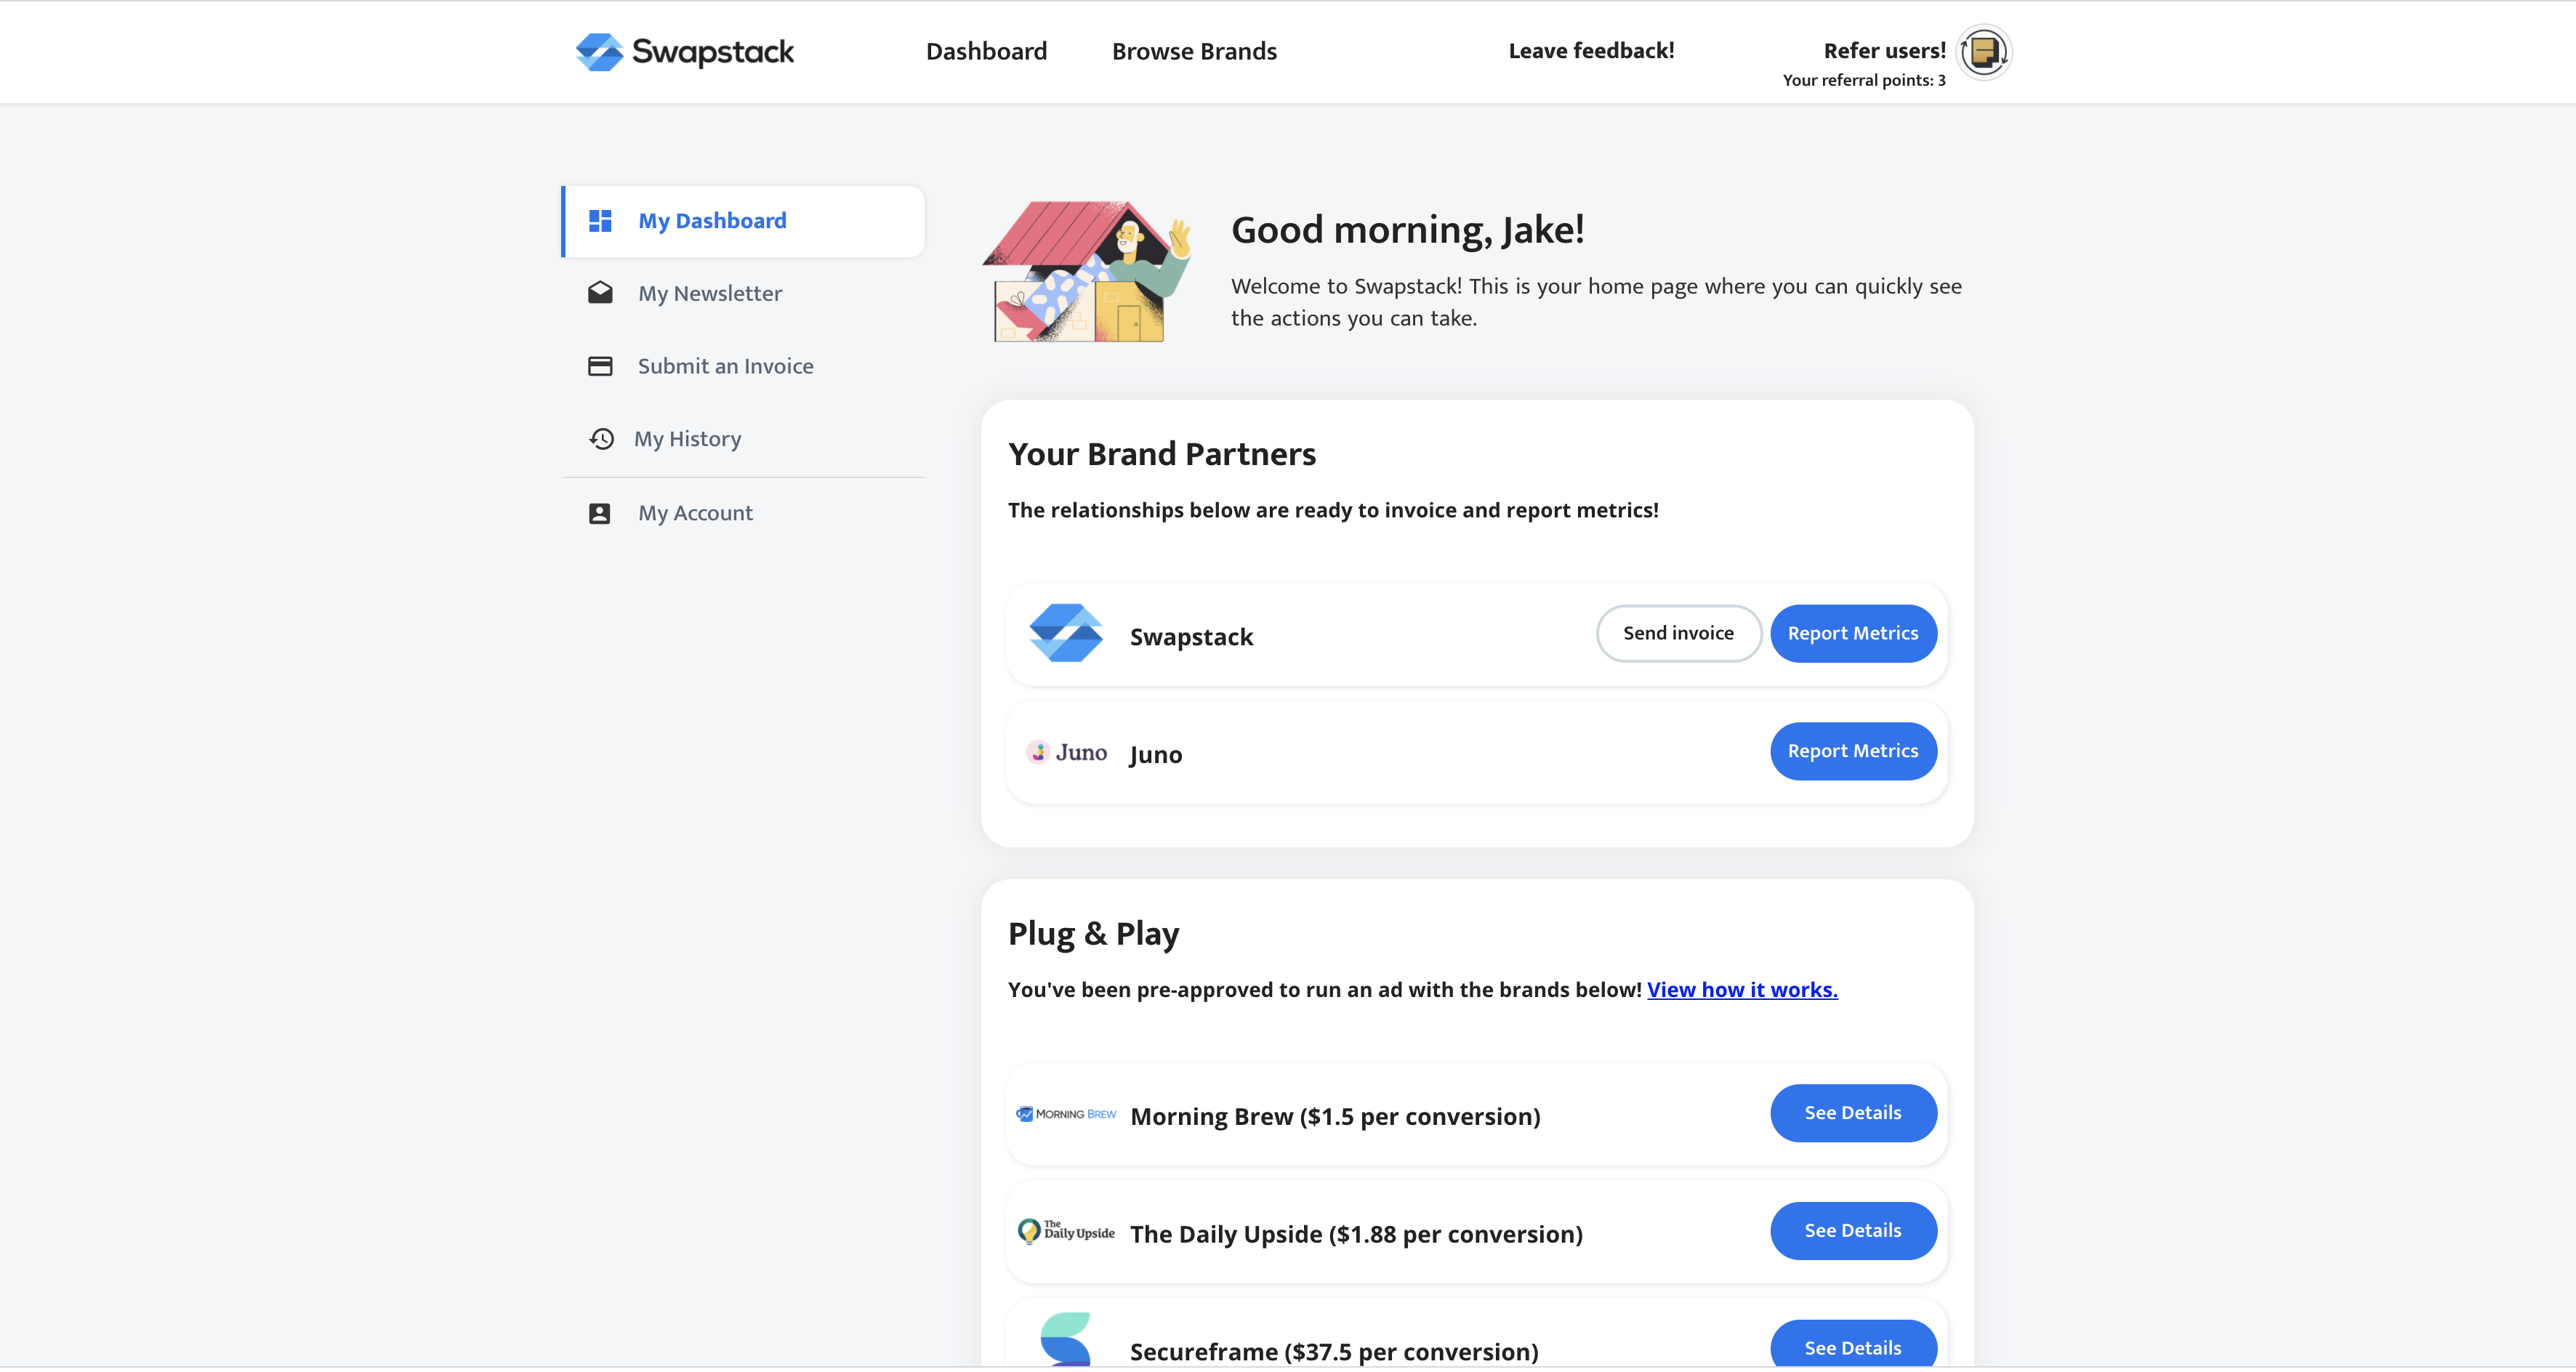 Swapstack
Dashboard
Browse Brands
Leave feedback!
Refer users!
Your referral points: 3
My Dashboard
My Newsletter
Submit an Invoice
My History
My Account
Good morning, Jake!
Welcome to Swapstack! This is your home page where you can quickly see
the actions you can take.
Your Brand Partners
The relationships below are ready to invoice and report metrics!
Swapstack
Send invoice
Report Metrics
Juno
Juno
Report Metrics
Plug & Play
You've been pre-approved to run an ad with the brands below! View how it works.
MORNING BREW
Morning Brew ($1.5 per conversion)
See Details
The
Daily Upside
The Daily Upside ($1.88 per conversion)
See Details
Secureframe ($37.5 per conversion)
See Details